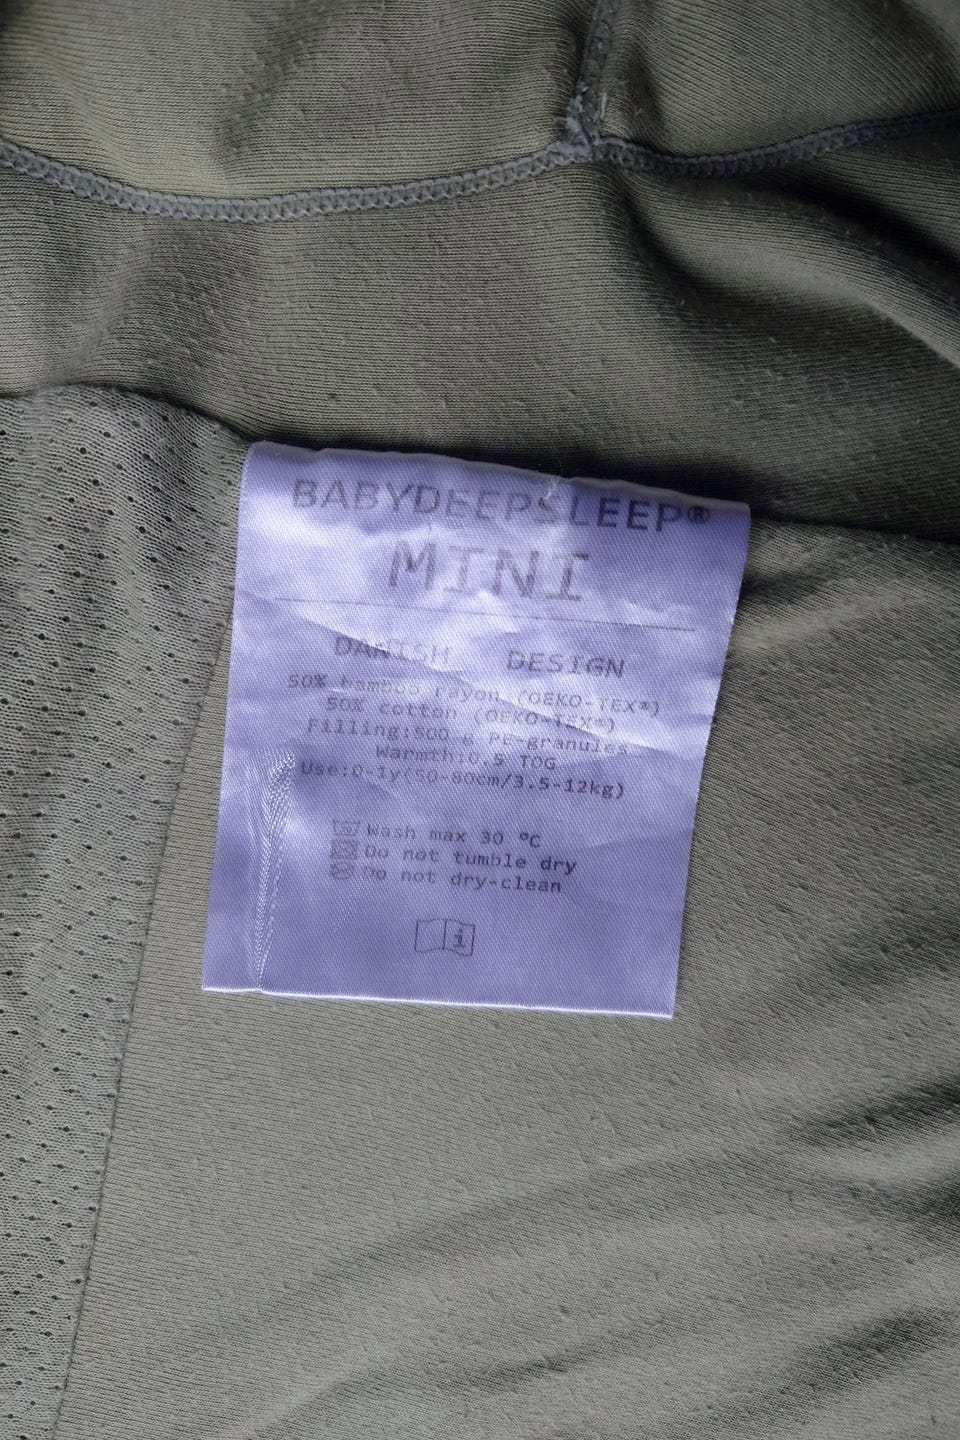 BABYDEEPSLEEP®
MINI
DANISH DESIGN
50% bamboo rayon (OEKO-TEX®)
50% cotton (OEKO-TEX®)
Filling:500 g PE-granules
Warmth:0.5 TOG
Use:0-1y(50-80cm/3.5-12kg)
Wash max 30 ºC
Do not tumble dry
Do not dry-clean
i